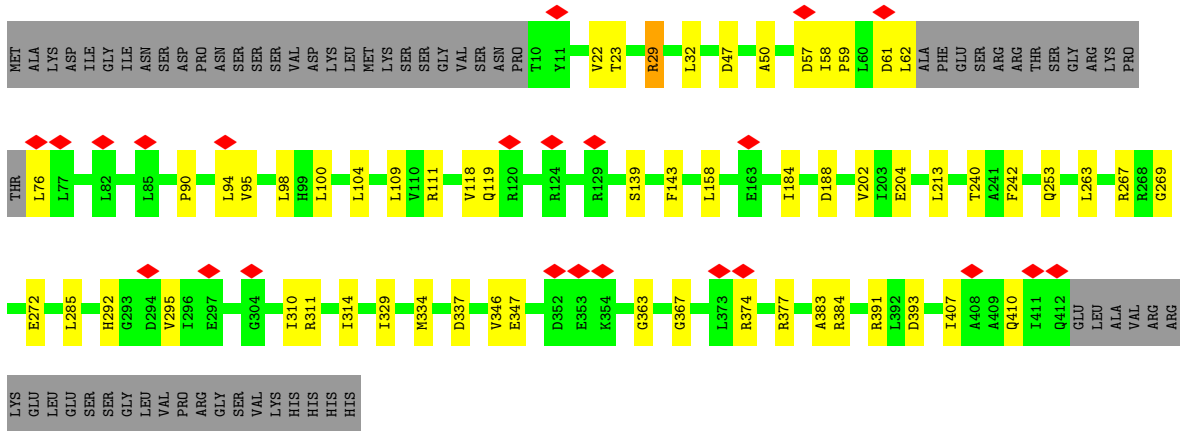 MET ALA LYS ASP ILE GLY ILE ASN SER ASP PRO ASN SER SER SER VAL ASP LYS LEU MET LYS SER SER GLY VAL SER ASN PRO T10 Y11 V22 T23 R29 L32 D47 A50 D57 I58 P59 L60 D61 L62 ALA PHE GLU SER ARG ARG THR SER GLY ARG LYS PRO
THR L76 L77 L82 L85 P90 L94 V95 L98 H99 L100 L104 L109 V110 R111 V118 Q119 R120 R124 R129 S139 F143 L158 E163 I184 D188 V202 I203 E204 L213 T240 A241 F242 Q253 L263 R267 R268 G269
E272 L285 H292 G293 D294 V295 I296 E297 G304 I310 R311 I314 I329 M334 D337 V346 E347 D352 E353 K354 G363 G367 L373 R374 R377 A383 R384 R391 L392 D393 I407 A408 A409 Q410 I411 Q412 GLU LEU ALA VAL ARG ARG
LYS GLU LEU GLU SER SER GLY LEU VAL PRO ARG GLY SER VAL LYS HIS HIS HIS HIS